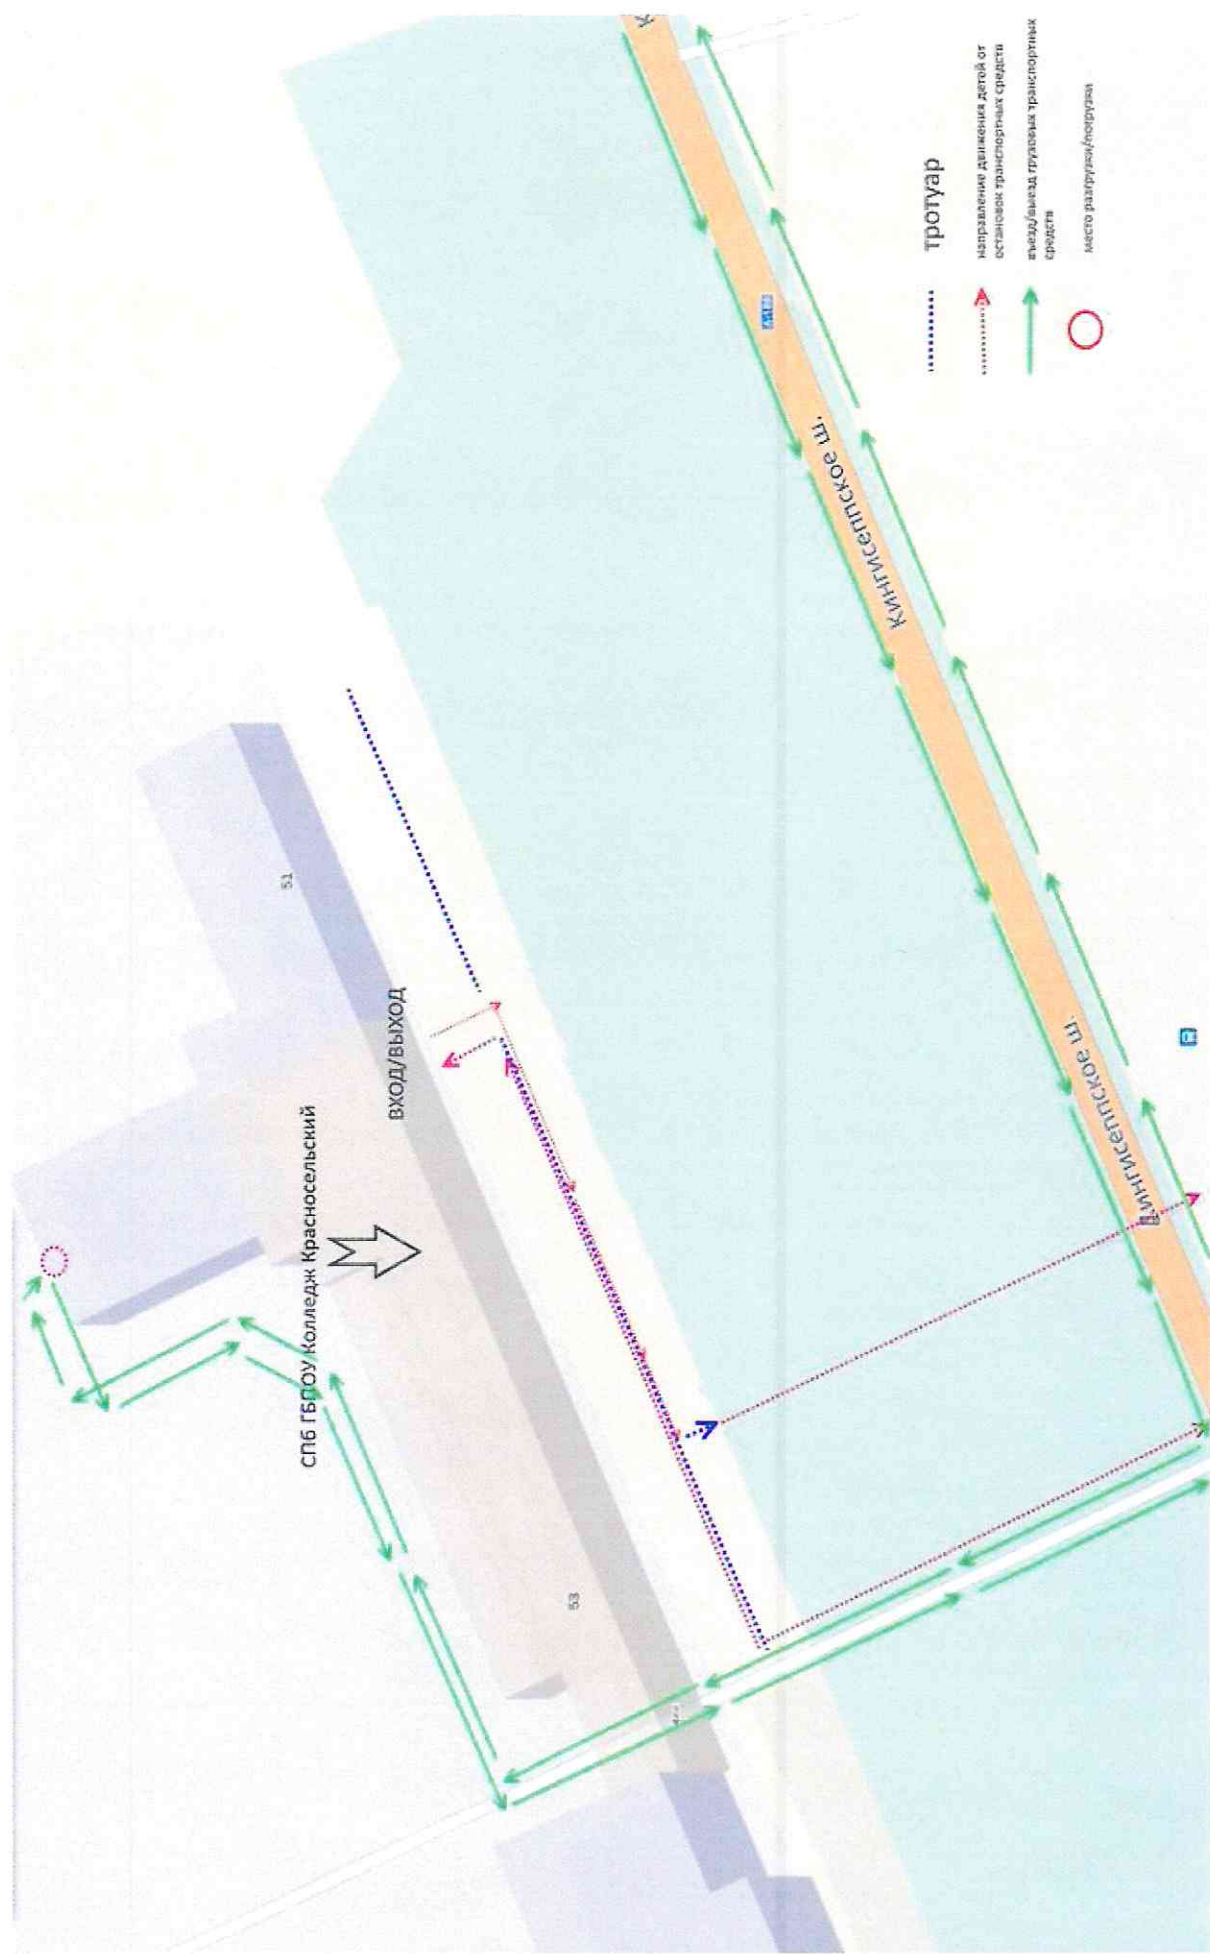 СПб ГБПОУ Колледж Красносельский
ВХОД/ВЫХОД
51
53
Кингисеппское ш.
Кингисеппское ш.
К
тротуар
направление движения детей от
остановок транспортных средств
въезд/выезд грузовых транспортных
средств
место разгрузки/погрузки